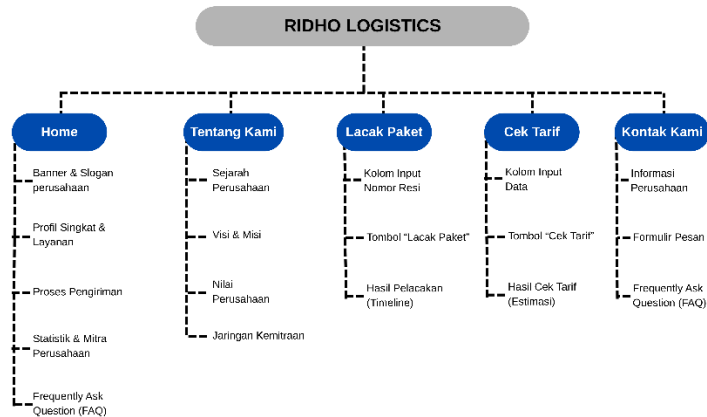 RIDHO LOGISTICS
Home
Banner & Slogan
perusahaan
Profil Singkat &
Layanan
Proses Pengiriman
Statistik & Mitra
Perusahaan
Frequently Ask
Question (FAQ)
Tentang Kami
Sejarah
Perusahaan
Visi & Misi
Nilai
Perusahaan
Jaringan Kemitraan
Lacak Paket
Kolom Input
Nomor Resi
Tombol “Lacak Paket”
Hasil Pelacakan
(Timeline)
Cek Tarif
Kolom Input
Data
Tombol “Cek Tarif”
Hasil Cek Tarif
(Estimasi)
Kontak Kami
Informasi
Perusahaan
Formulir Pesan
Frequently Ask
Question (FAQ)